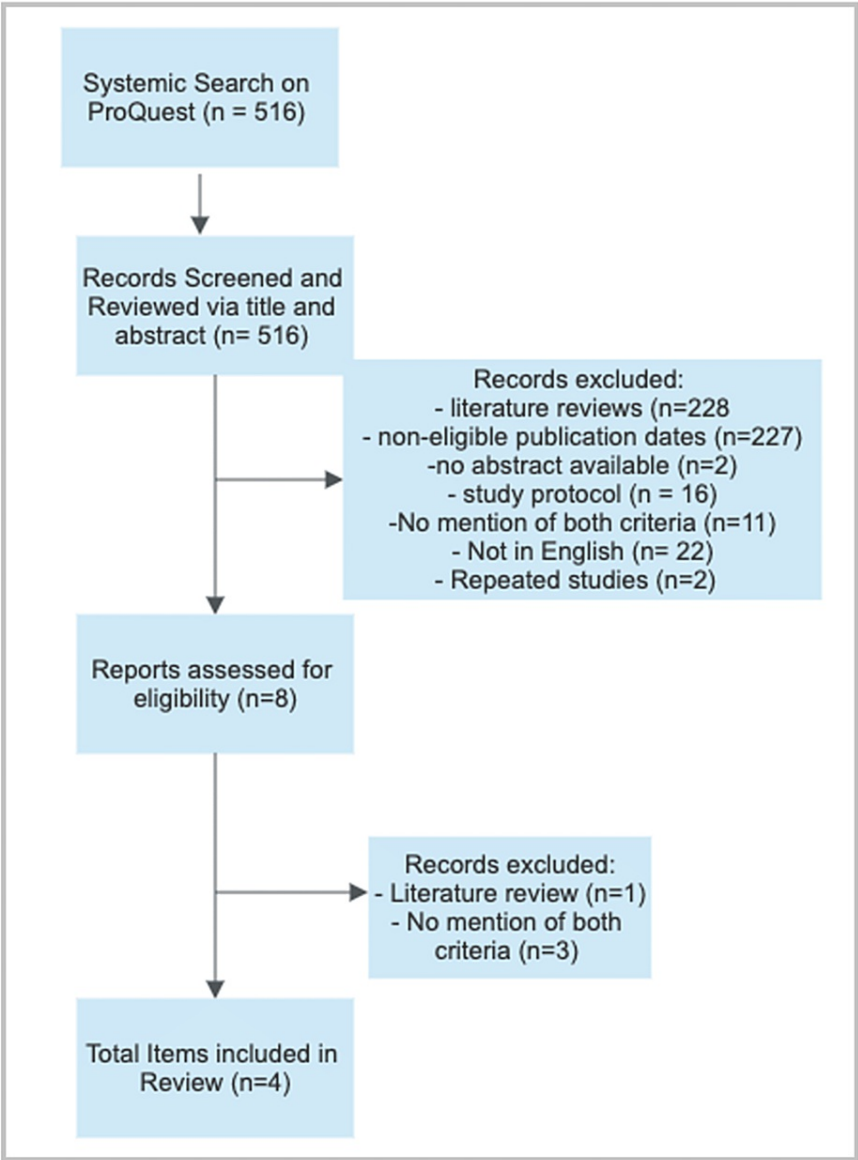 Systemic Search on
ProQuest (n = 516)
Records Screened and
Reviewed via title and
abstract (n= 516)
Records excluded:
- literature reviews (n=228
- non-eligible publication dates (n=227)
-no abstract available (n=2)
- study protocol (n = 16)
-No mention of both criteria (n=11)
- Not in English (n= 22)
- Repeated studies (n=2)
Reports assessed for
eligibility (n=8)
Records excluded:
- Literature review (n=1)
- No mention of both
criteria (n=3)
Total Items included in
Review (n=4)